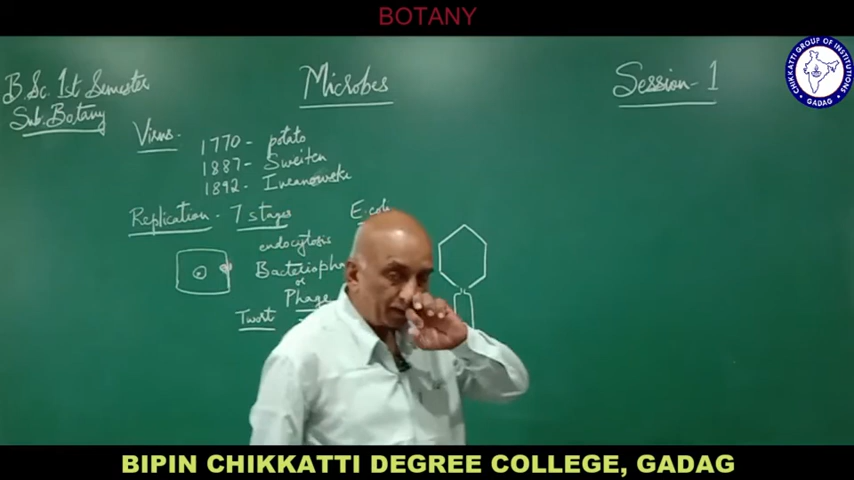 BOTANY
B.Sc. 1st Semester
Sub. Botany
Microbes
Session-1
CHIKKATTI GROUP OF INSTITUTIONS
GADAG
Virus-
1770 - potato
1887- Sweiten
1892- Iveanowski
Replication - 7 stages
E.coli
endocytosis
Bacteriopha
or
Phage
Twort
BIPIN CHIKKATTI DEGREE COLLEGE, GADAG